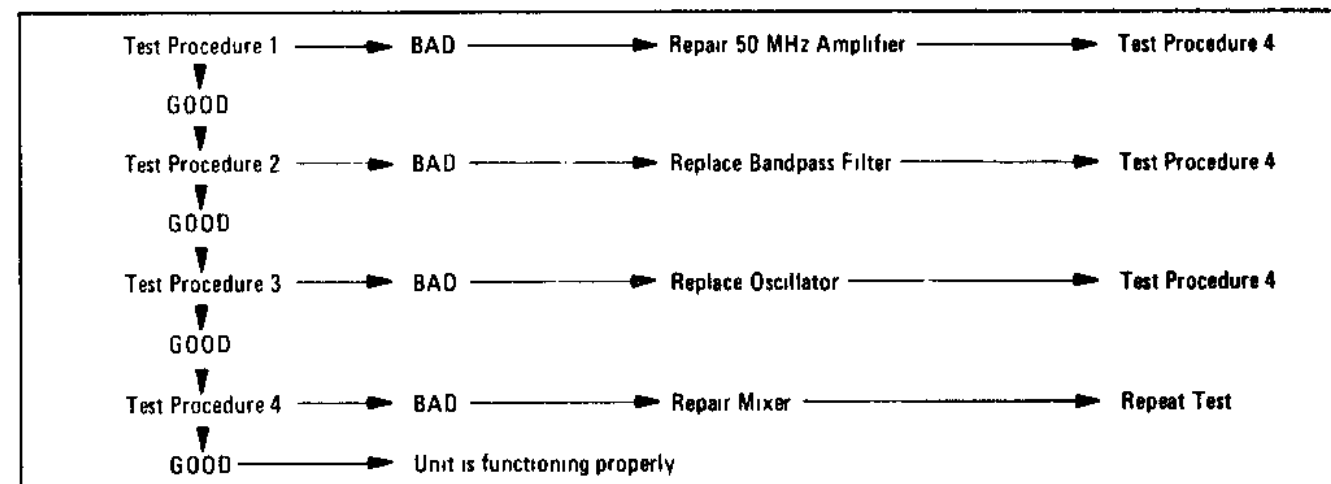 Test Procedure 1 BAD Repair 50 MHz Amplifier Test Procedure 4
GOOD
Test Procedure 2 BAD Replace Bandpass Filter Test Procedure 4
GOOD
Test Procedure 3 BAD Replace Oscillator Test Procedure 4
GOOD
Test Procedure 4 BAD Repair Mixer Repeat Test
GOOD Unit is functioning properly